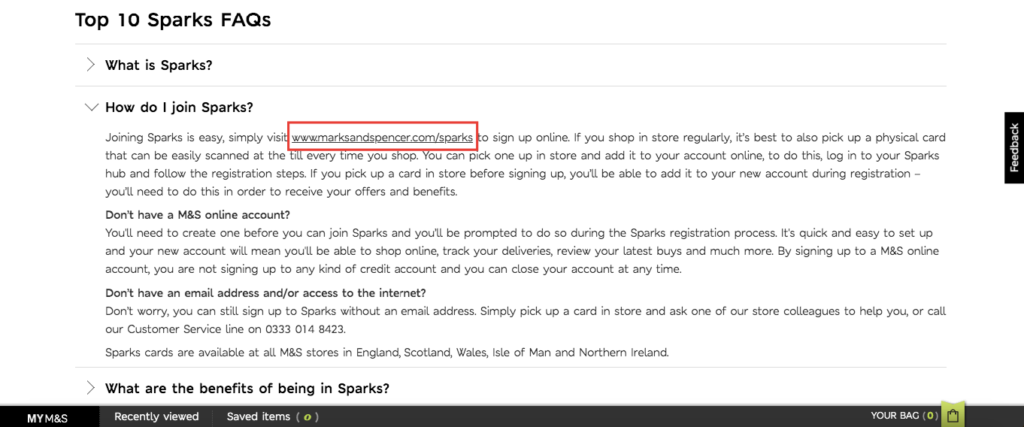 Top 10 Sparks FAQs
What is Sparks?
How do I join Sparks?
Joining Sparks is easy, simply visit www.marksandspencer.com/sparks to sign up online. If you shop in store regularly, it's best to also pick up a physical card
that can be easily scanned at the till every time you shop. You can pick one up in store and add it to your account online, to do this, log in to your Sparks
hub and follow the registration steps. If you pick up a card in store before signing up, you'll be able to add it to your new account during registration –
you'll need to do this in order to receive your offers and benefits.
Don't have a M&S online account?
You'll need to create one before you can join Sparks and you'll be prompted to do so during the Sparks registration process. It's quick and easy to set up
and your new account will mean you'll be able to shop online, track your deliveries, review your latest buys and much more. By signing up to a M&S online
account, you are not signing up to any kind of credit account and you can close your account at any time.
Don't have an email address and/or access to the internet?
Don't worry, you can still sign up to Sparks without an email address. Simply pick up a card in store and ask one of our store colleagues to help you, or call
our Customer Service line on 0333 014 8423.
Sparks cards are available at all M&S stores in England, Scotland, Wales, Isle of Man and Northern Ireland.
What are the benefits of being in Sparks?
Feedback
MY M&S Recently viewed Saved items ( 0 ) YOUR BAG ( 0 )